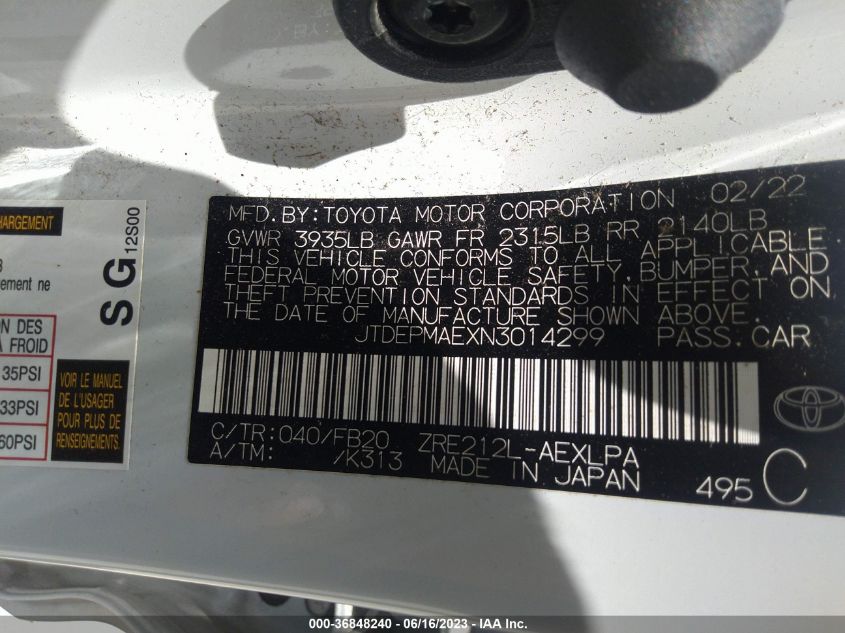 MFD.BY:TOYOTA MOTOR CORPORATION 02/22
GVWR 3935LB GAWR FR 2315LB RR 2140LB
THIS VEHICLE CONFORMS TO ALL APPLICABLE
FEDERAL MOTOR VEHICLE SAFETY, BUMPER, AND
THEFT PREVENTION STANDARDS IN EFFECT ON
THE DATE OF MANUFACTURE SHOWN ABOVE.
JTDEPMAEXN3014299 PASS.CAR
C/TR:040/FB20 ZRE212L-AEXLPA
A/TM: /K313 MADE IN JAPAN
495 C
HARGEMENT
ement ne
SG 12S00
ION DES
À FROID
35PSI
33PSI
60PSI
VOIR LE MANUEL
DE L'USAGER
POUR PLUS DE
RENSEIGNEMENTS.
000-36848240 - 06/16/2023 - IAA Inc.